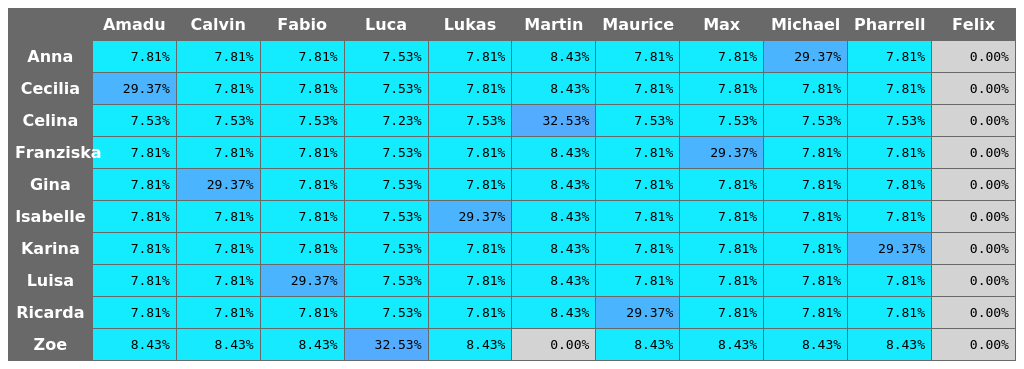 Amadu Calvin Fabio Luca Lukas Martin Maurice Max Michael Pharrell Felix
Anna 7.81% 7.81% 7.81% 7.53% 7.81% 8.43% 7.81% 7.81% 29.37% 7.81% 0.00%
Cecilia 29.37% 7.81% 7.81% 7.53% 7.81% 8.43% 7.81% 7.81% 7.81% 7.81% 0.00%
Celina 7.53% 7.53% 7.53% 7.23% 7.53% 32.53% 7.53% 7.53% 7.53% 7.53% 0.00%
Franziska 7.81% 7.81% 7.81% 7.53% 7.81% 8.43% 7.81% 29.37% 7.81% 7.81% 0.00%
Gina 7.81% 29.37% 7.81% 7.53% 7.81% 8.43% 7.81% 7.81% 7.81% 7.81% 0.00%
Isabelle 7.81% 7.81% 7.81% 7.53% 29.37% 8.43% 7.81% 7.81% 7.81% 7.81% 0.00%
Karina 7.81% 7.81% 7.81% 7.53% 7.81% 8.43% 7.81% 7.81% 7.81% 29.37% 0.00%
Luisa 7.81% 7.81% 29.37% 7.53% 7.81% 8.43% 7.81% 7.81% 7.81% 7.81% 0.00%
Ricarda 7.81% 7.81% 7.81% 7.53% 7.81% 8.43% 29.37% 7.81% 7.81% 7.81% 0.00%
Zoe 8.43% 8.43% 8.43% 32.53% 8.43% 0.00% 8.43% 8.43% 8.43% 8.43% 0.00%